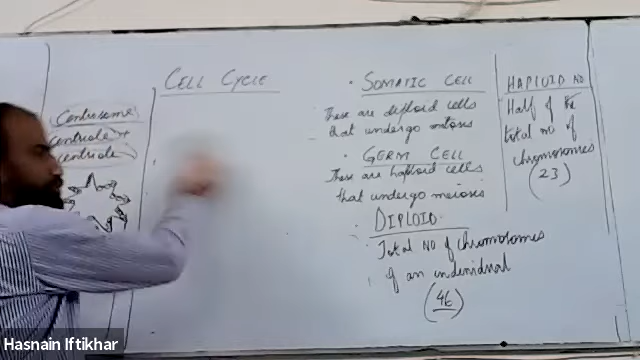 Centrosome
Centriole +
centriole
CELL CYCLE
• SOMATIC CELL
These are diploid cells
that undergo mitoses
• GERM CELL
These are haploid cells
that undergo meioses
• DIPLOID
Total NO of chromosomes
of an individual
(46)
HAPLOID NO
Half of the
total no of
chromosomes
(23)
Hasnain Iftikhar